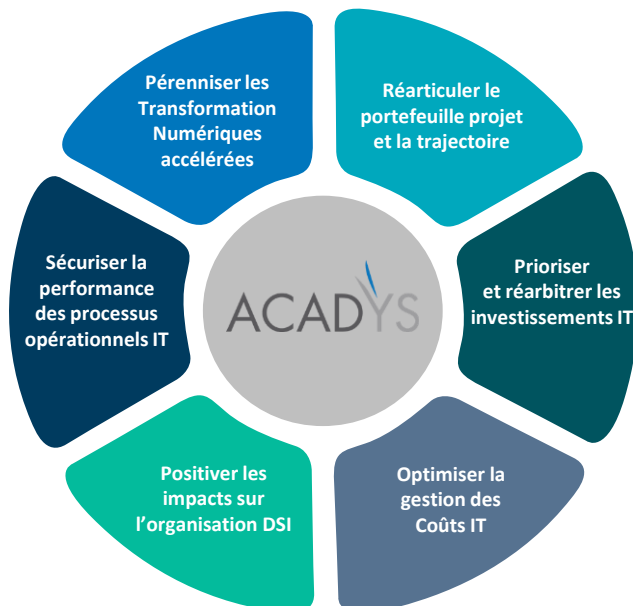 Pérenniser les
Transformation
Numériques
accélérées
Réarticuler le
portefeuille projet
et la trajectoire
Sécuriser la
performance
des processus
opérationnels IT
ACADYS
Prioriser
et réarbitrer les
investissements IT
Positiver les
impacts sur
l'organisation DSI
Optimiser la
gestion des
Coûts IT